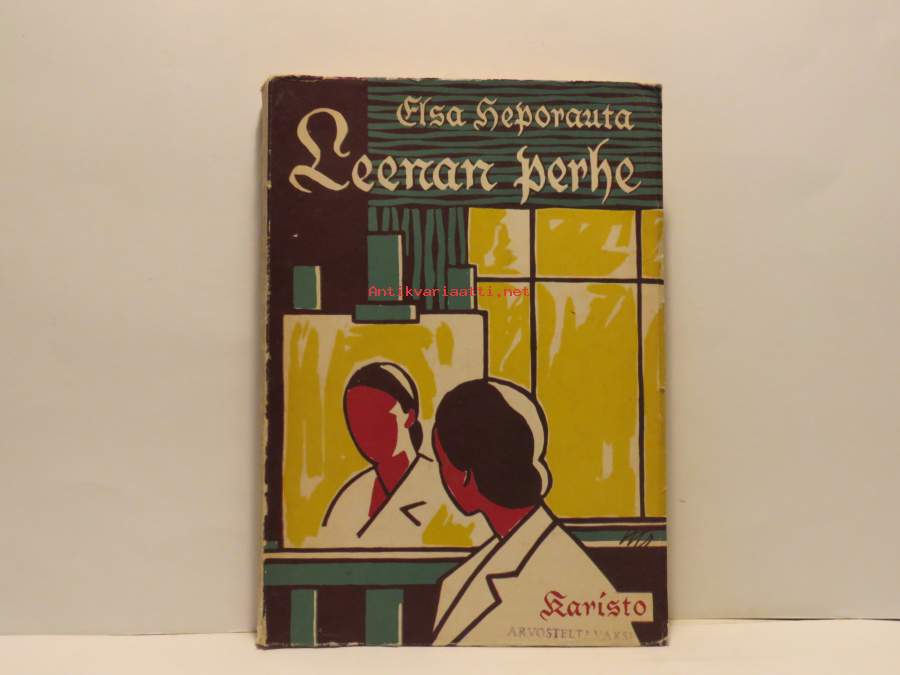 Elsa Heporauta
Leenan perhe
Antikvariaatti.net
Karisto
ARVOSTELTAVAKSI